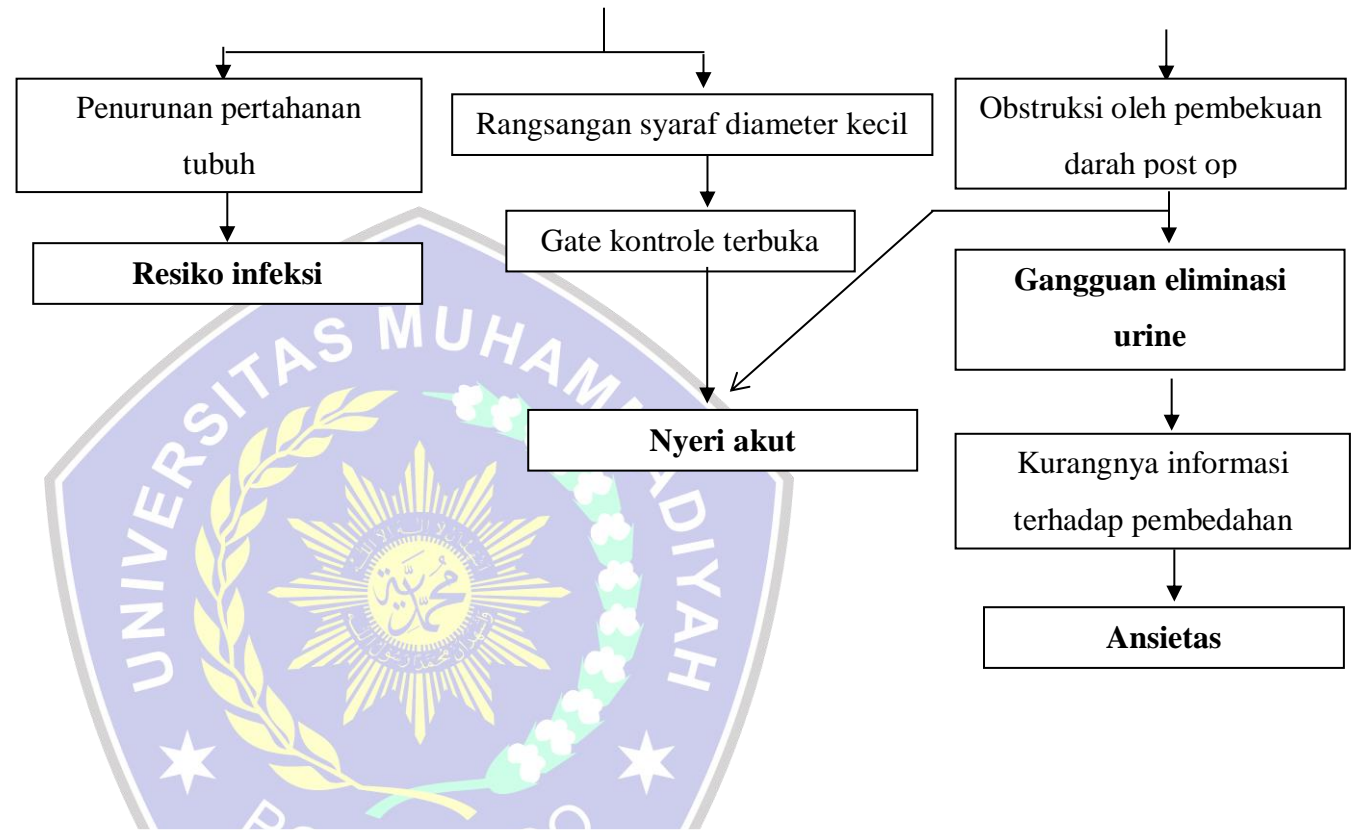 Penurunan pertahanan
tubuh
Rangsangan syaraf diameter kecil
Obstruksi oleh pembekuan
darah post op
Resiko infeksi
Gate kontrole terbuka
Gangguan eliminasi
urine
Nyeri akut
Kurangnya informasi
terhadap pembedahan
Ansietas
UNIVERSITAS MUHAMMADIYAH